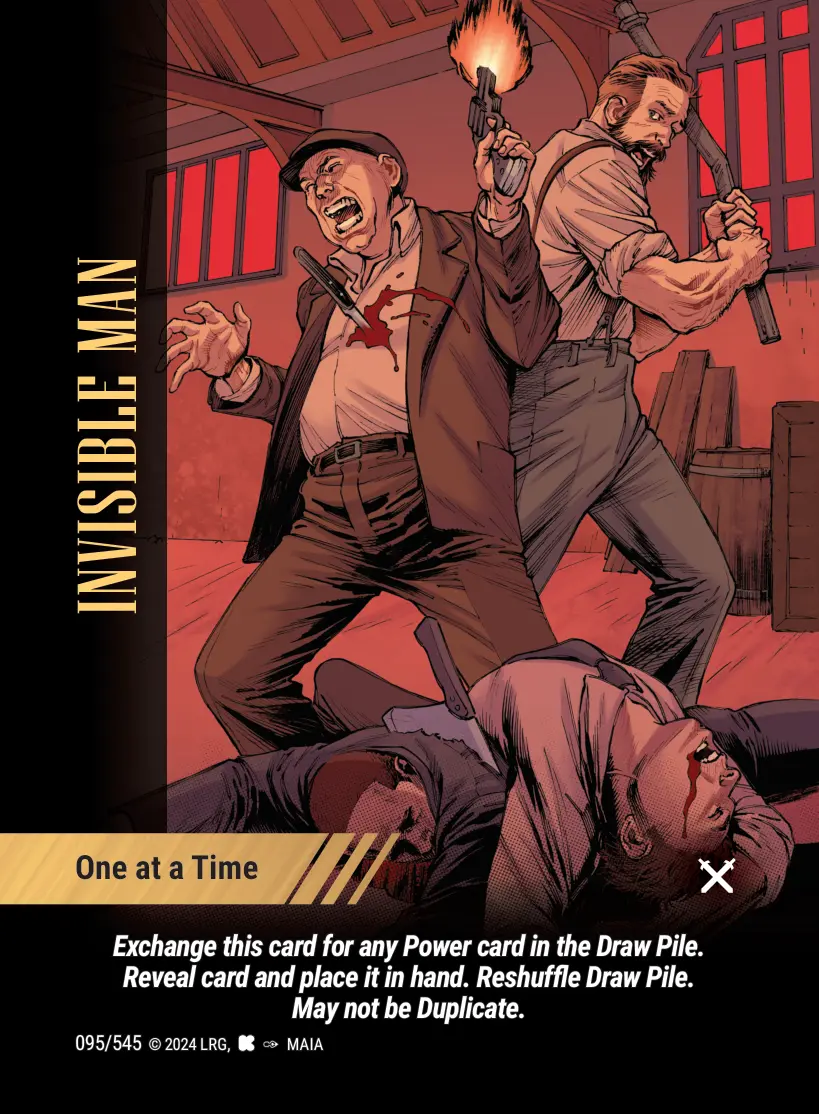 INVISIBLE MAN
One at a Time
Exchange this card for any Power card in the Draw Pile.
Reveal card and place it in hand. Reshuffle Draw Pile.
May not be Duplicate.
095/545 © 2024 LRG, MAIA